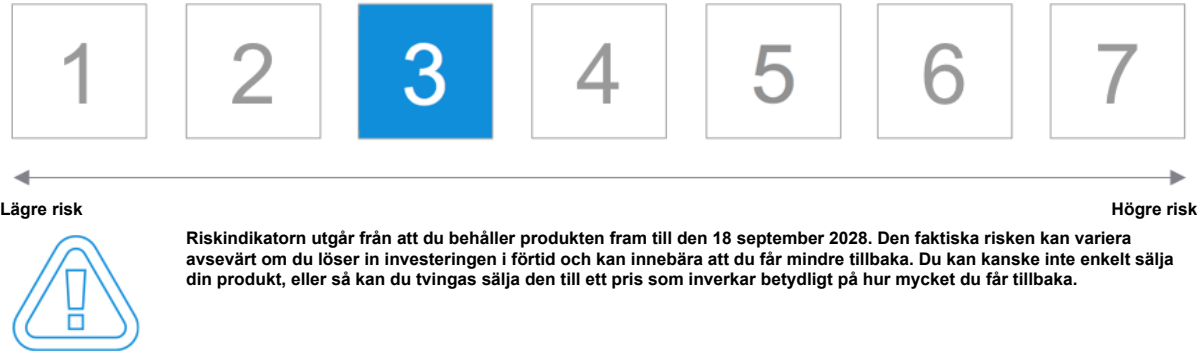 1 2 3 4 5 6 7
Lägre risk Högre risk
Riskindikatorn utgår från att du behåller produkten fram till den 18 september 2028. Den faktiska risken kan variera
avsevärt om du löser in investeringen i förtid och kan innebära att du får mindre tillbaka. Du kan kanske inte enkelt sälja
din produkt, eller så kan du tvingas sälja den till ett pris som inverkar betydligt på hur mycket du får tillbaka.